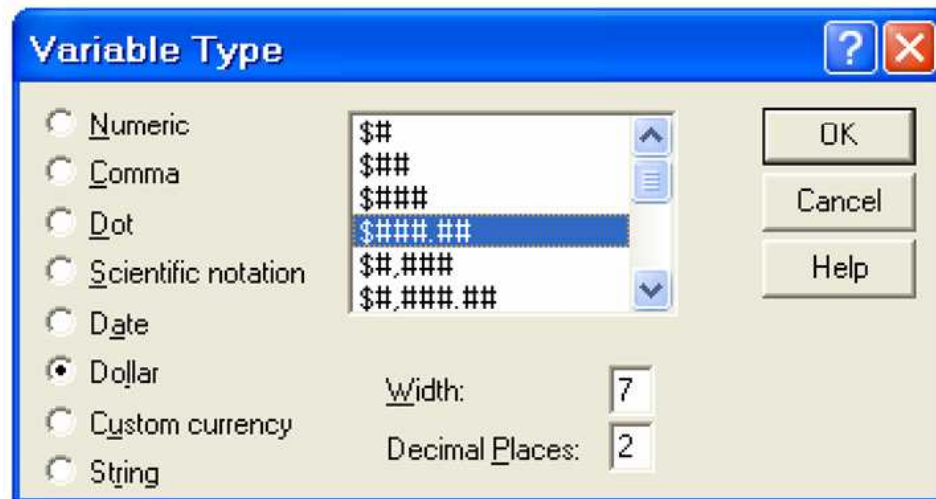 Variable Type
Numeric
Comma
Dot
Scientific notation
Date
Dollar
Custom currency
String
$#
$##
$###
$###.##
$#,###
$#,###.##
Width: 7
Decimal Places: 2
OK
Cancel
Help